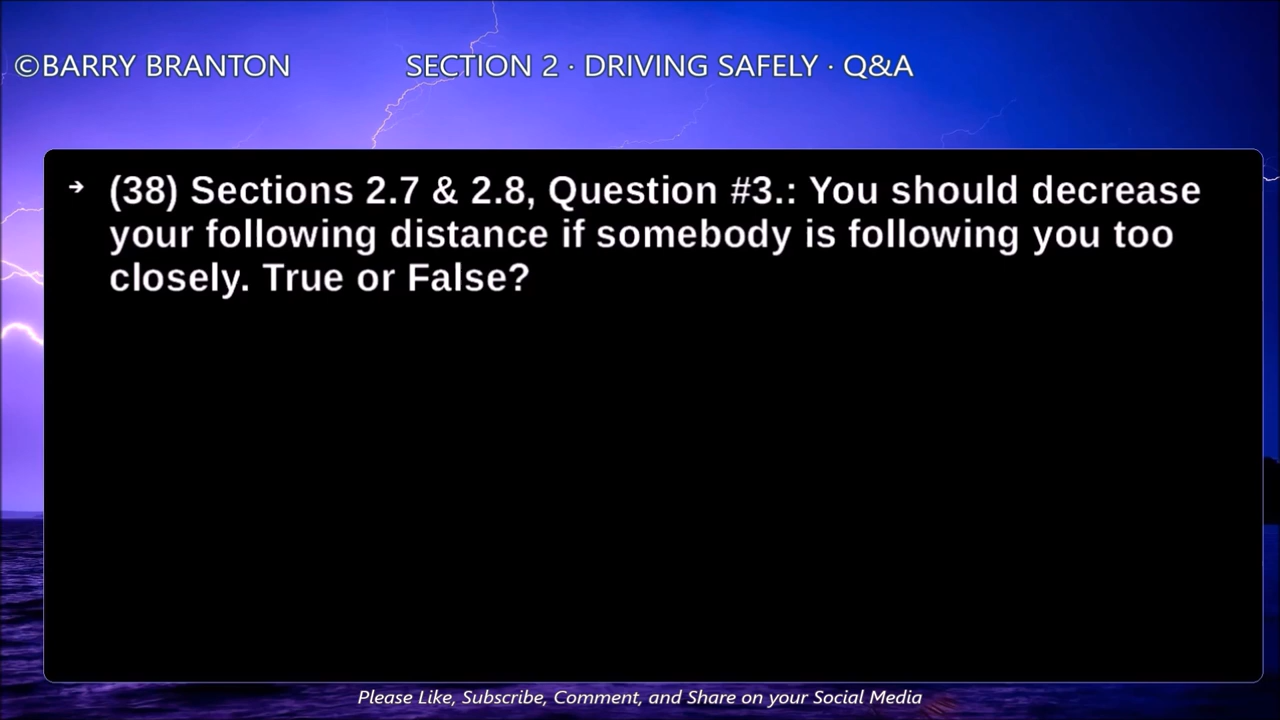 ©BARRY BRANTON
SECTION 2 · DRIVING SAFELY · Q&A
➔ (38) Sections 2.7 & 2.8, Question #3.: You should decrease
your following distance if somebody is following you too
closely. True or False?
Please Like, Subscribe, Comment, and Share on your Social Media